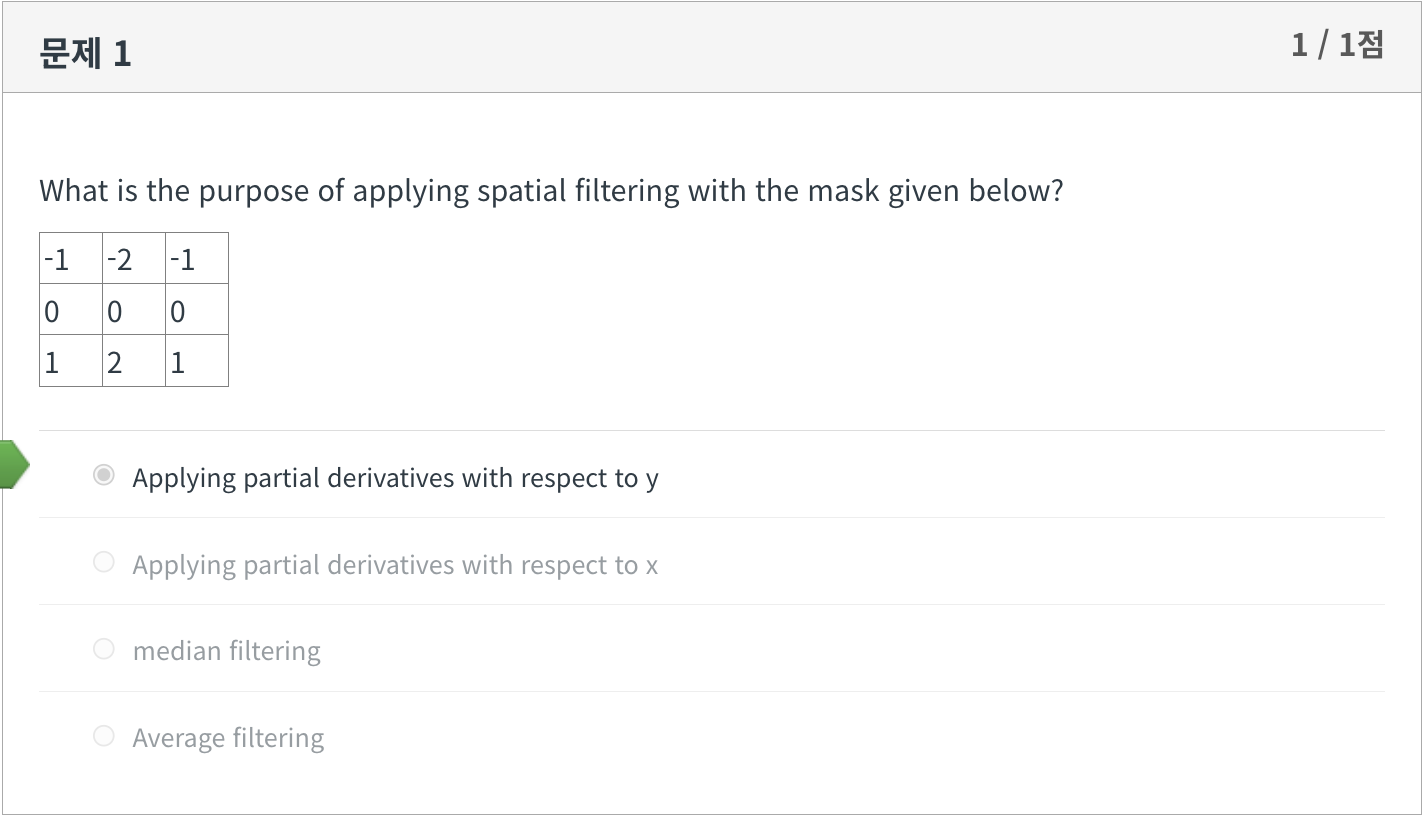 문제 1
1 / 1점
What is the purpose of applying spatial filtering with the mask given below?
-1 -2 -1
0 0 0
1 2 1
Applying partial derivatives with respect to y
Applying partial derivatives with respect to x
median filtering
Average filtering